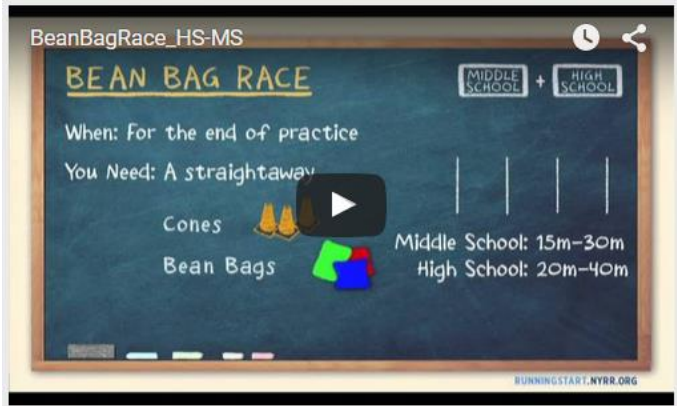 BeanBagRace_HS-MS
BEAN BAG RACE
MIDDLE SCHOOL + HIGH SCHOOL
When: For the end of practice
You Need: A straightaway
Cones
Bean Bags
Middle School: 15m-30m
High School: 20m-40m
RUNNINGSTART.NYRR.ORG